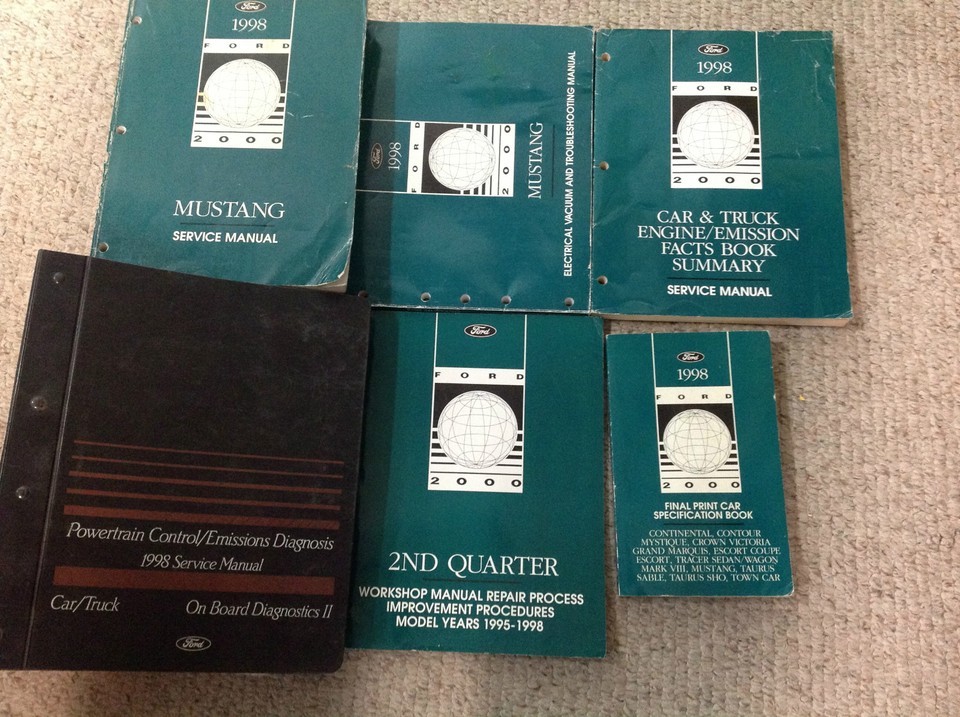 Ford
1998
FORD
2000
MUSTANG
SERVICE MANUAL
Ford
1998
FORD
2000
MUSTANG
ELECTRICAL VACUUM AND TROUBLESHOOTING MANUAL
Ford
1998
FORD
2000
CAR & TRUCK
ENGINE/EMISSION
FACTS BOOK
SUMMARY
SERVICE MANUAL
Powertrain Control/Emissions Diagnosis
1998 Service Manual
Car/Truck On Board Diagnostics II
Ford
Ford
FORD
2000
2ND QUARTER
WORKSHOP MANUAL REPAIR PROCESS
IMPROVEMENT PROCEDURES
MODEL YEARS 1995-1998
Ford
1998
FORD
2000
FINAL PRINT CAR
SPECIFICATION BOOK
CONTINENTAL, CONTOUR
MYSTIQUE, CROWN VICTORIA
GRAND MARQUIS, ESCORT COUPE
ESCORT, TRACER SEDAN/WAGON
MARK VIII, MUSTANG, TAURUS
SABLE, TAURUS SHO, TOWN CAR